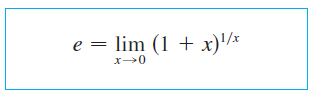 e = lim (1 + x)^{1/x}
x→0